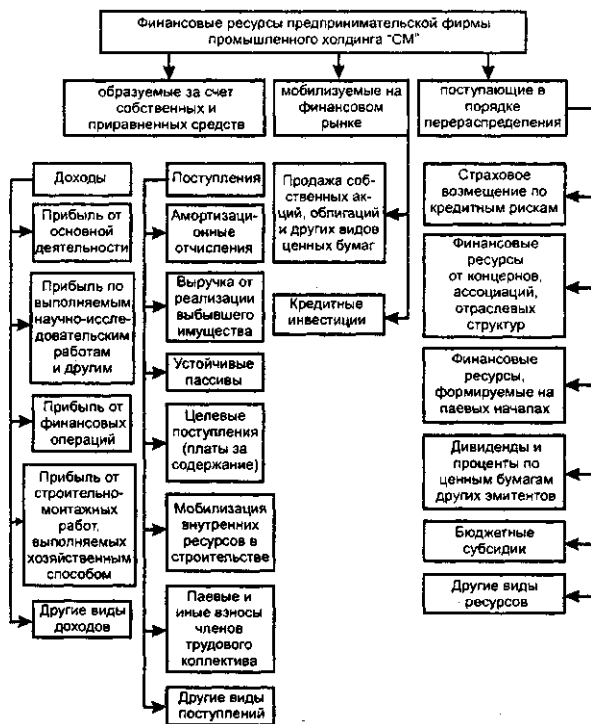 Финансовые ресурсы предпринимательской фирмы
промышленного холдинга "СМ"
образуемые за счет
собственных и
приравненных средств
мобилизуемые на
финансовом
рынке
поступающие в
порядке
перераспределения
Доходы
Прибыль от
основной
деятельности
Прибыль по
выполняемым
научно-иссле-
довательским
работам
и другим
Прибыль от
финансовых
операций
Прибыль от
строительно-
монтажных
работ,
выполняемых
хозяйственным
способом
Другие виды
доходов
Поступления
Амортизаци-
онные
отчисления
Выручка от
реализации
выбывшего
имущества
Устойчивые
пассивы
Целевые
поступления
(платы за
содержание)
Мобилизация
внутренних
ресурсов в
строительстве
Паевые и
иные взносы
членов
трудового
коллектива
Другие виды
поступлений
Продажа соб-
ственных ак-
ций, облигаций
и других видов
ценных бумаг
Кредитные
инвестиции
Страховое
возмещение по
кредитным рискам
Финансовые
ресурсы
от концернов,
ассоциаций,
отраслевых
структур
Финансовые
ресурсы,
формируемые на
паевых началах
Дивиденды и
проценты по
ценным бумагам
других эмитентов
Бюджетные
субсидии
Другие виды
ресурсов